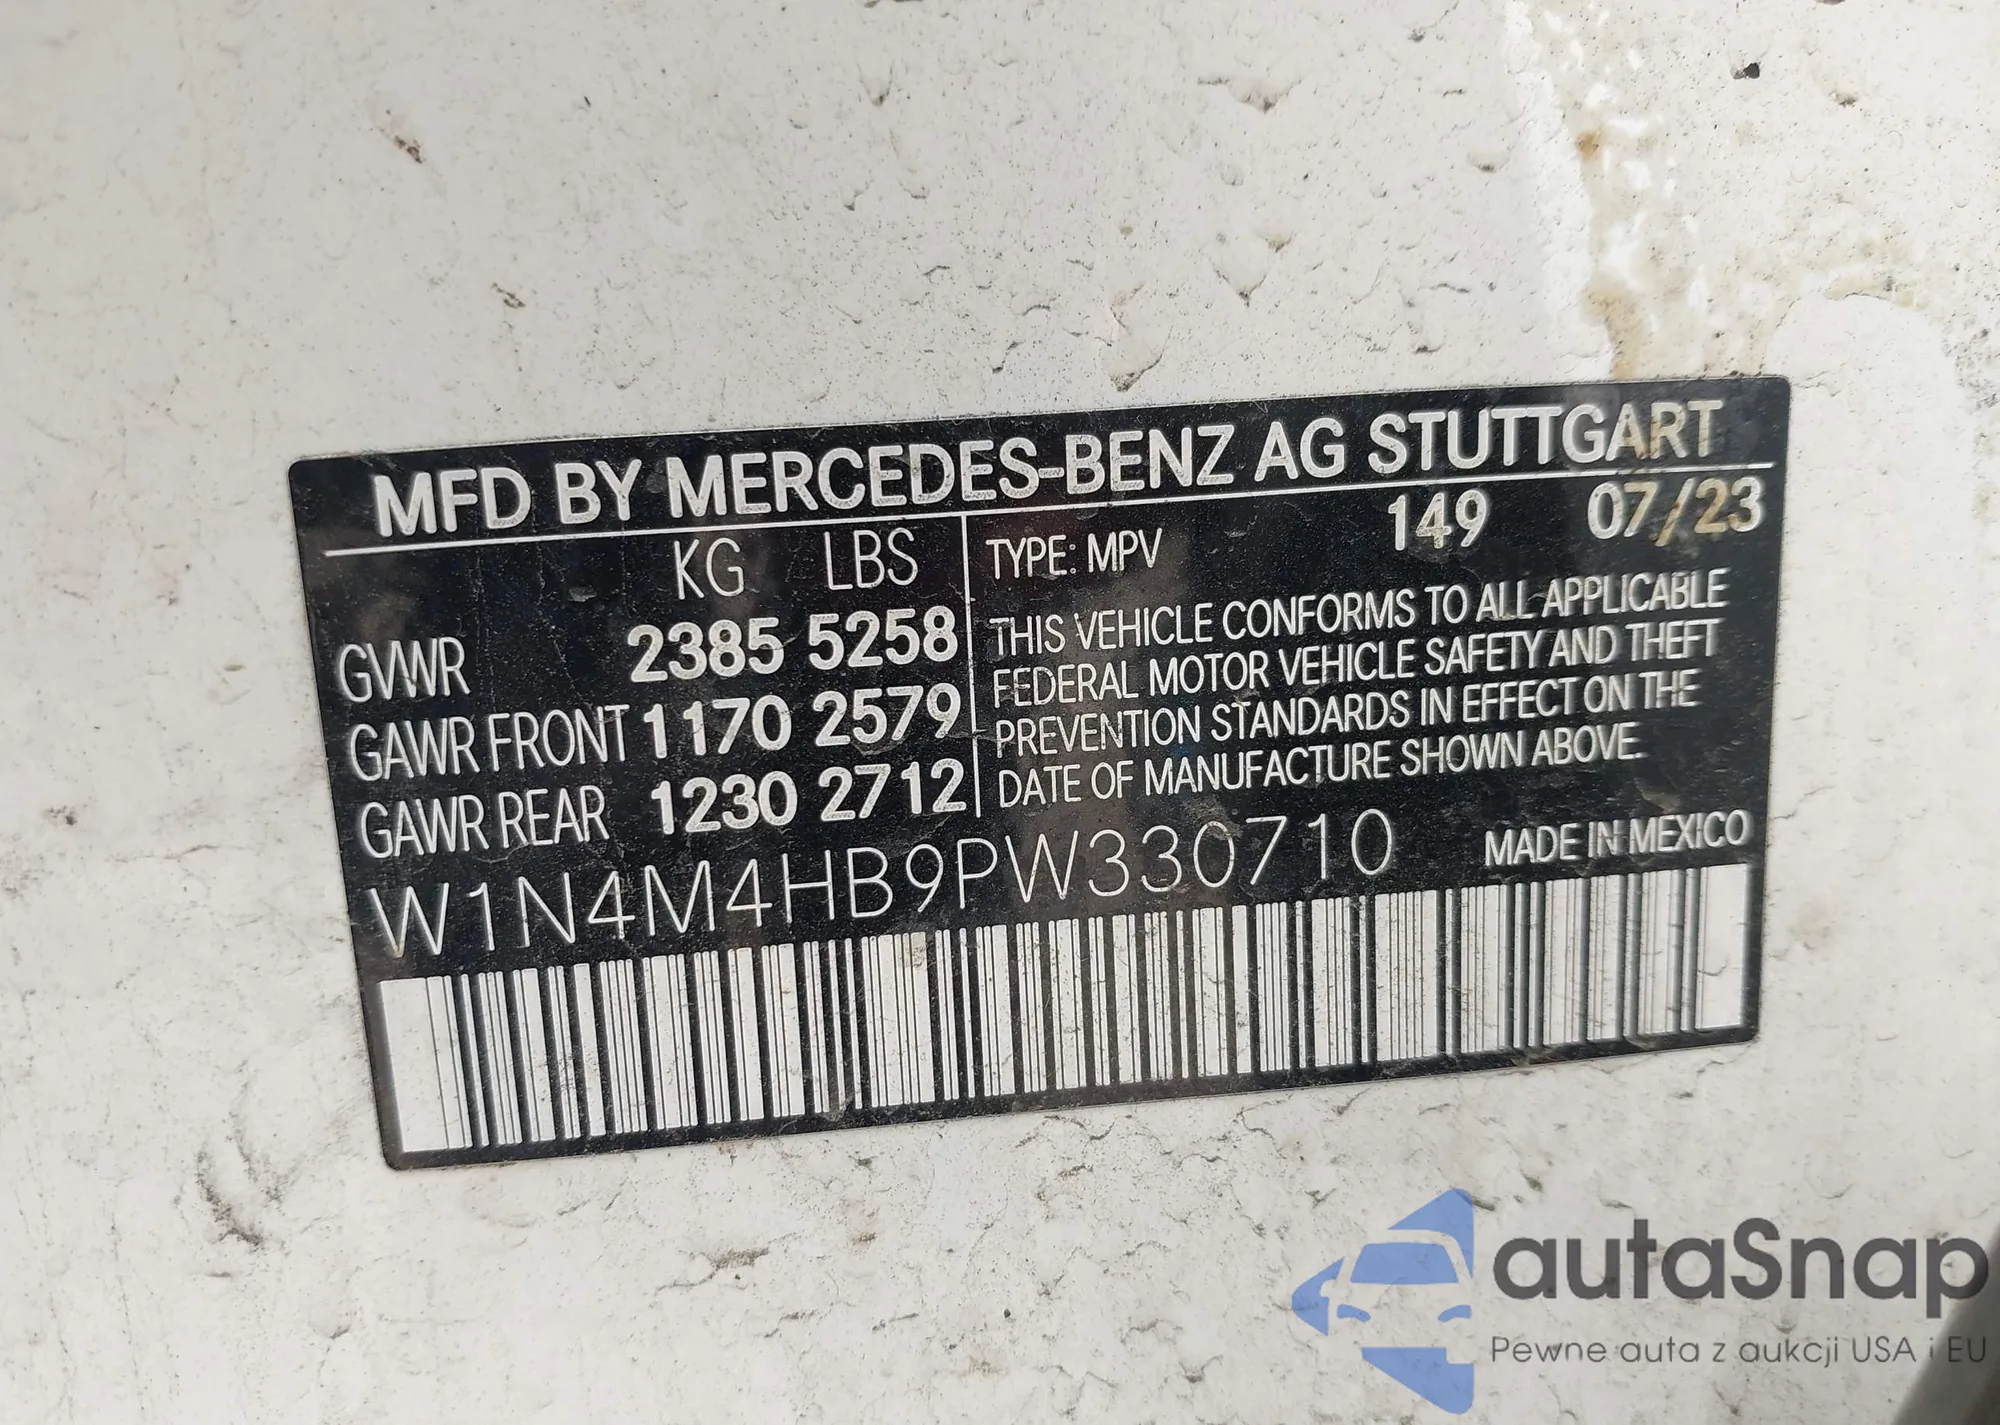 MFD BY MERCEDES-BENZ AG STUTTGART
KG LBS
GVWR 2385 5258
GAWR FRONT 1170 2579
GAWR REAR 1230 2712
149 07/23
TYPE: MPV
THIS VEHICLE CONFORMS TO ALL APPLICABLE
FEDERAL MOTOR VEHICLE SAFETY AND THEFT
PREVENTION STANDARDS IN EFFECT ON THE
DATE OF MANUFACTURE SHOWN ABOVE.
W1N4M4HB9PW330710
MADE IN MEXICO
autaSnap
Pewne auta z aukcji USA i EU